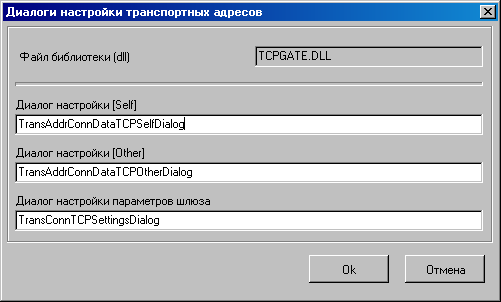 Диалоги настройки транспортных адресов
Файл библиотеки (dll) TCPGATE.DLL
Диалог настройки [Self]
TransAddrConnDataTCPSelfDialog
Диалог настройки [Other]
TransAddrConnDataTCPOtherDialog
Диалог настройки параметров шлюза
TransConnTCPSettingsDialog
Ok Отмена